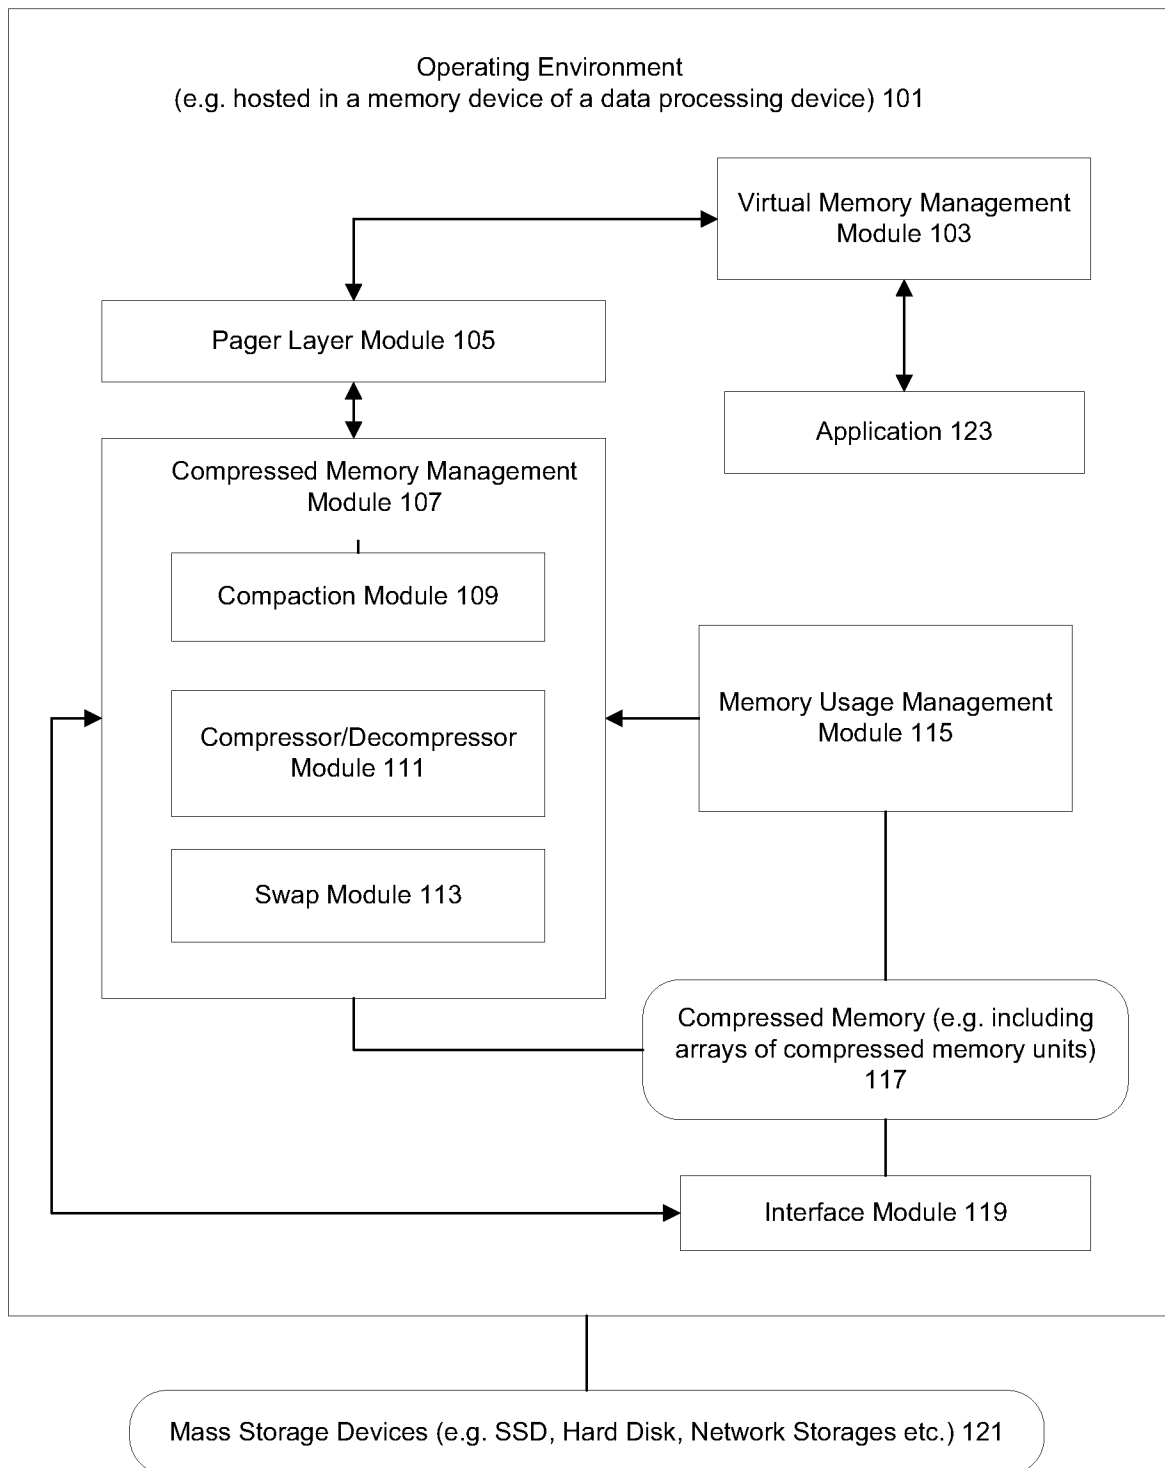 Operating Environment
(e.g. hosted in a memory device of a data processing device) 101
Virtual Memory Management
Module 103
Pager Layer Module 105
Application 123
Compressed Memory Management
Module 107
Compaction Module 109
Memory Usage Management
Module 115
Compressor/Decompressor
Module 111
Swap Module 113
Compressed Memory (e.g. including
arrays of compressed memory units)
117
Interface Module 119
Mass Storage Devices (e.g. SSD, Hard Disk, Network Storages etc.) 121